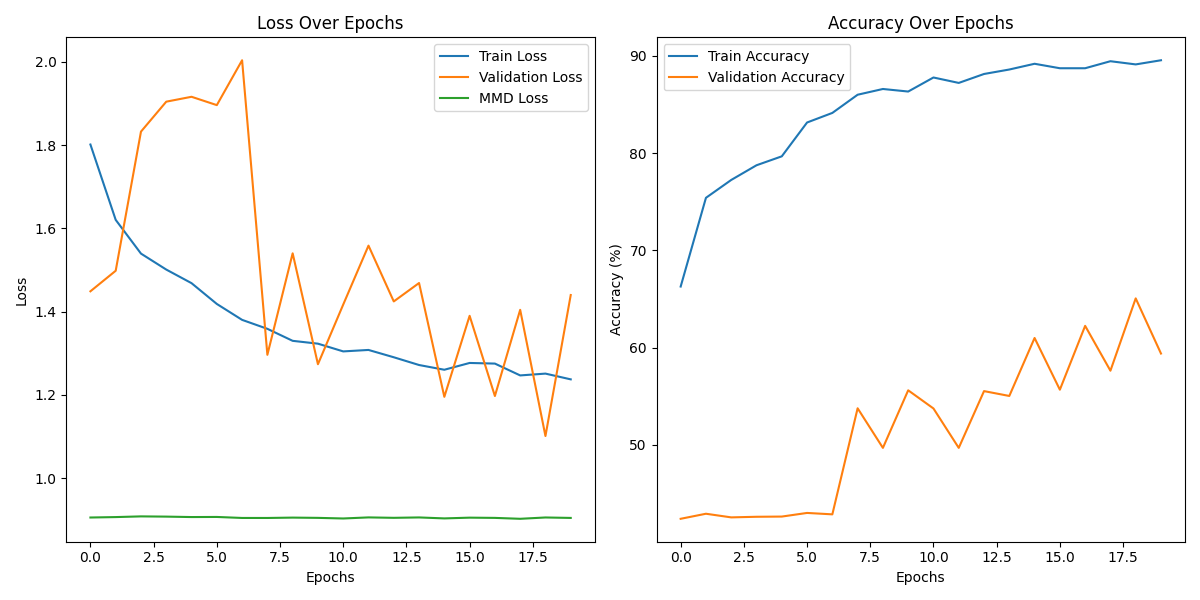 Loss Over Epochs
Train Loss
Validation Loss
MMD Loss
2.0
1.8
1.6
1.4
1.2
1.0
Loss
0.0 2.5 5.0 7.5 10.0 12.5 15.0 17.5
Epochs
Accuracy Over Epochs
Train Accuracy
Validation Accuracy
90
80
70
60
50
Accuracy (%)
0.0 2.5 5.0 7.5 10.0 12.5 15.0 17.5
Epochs